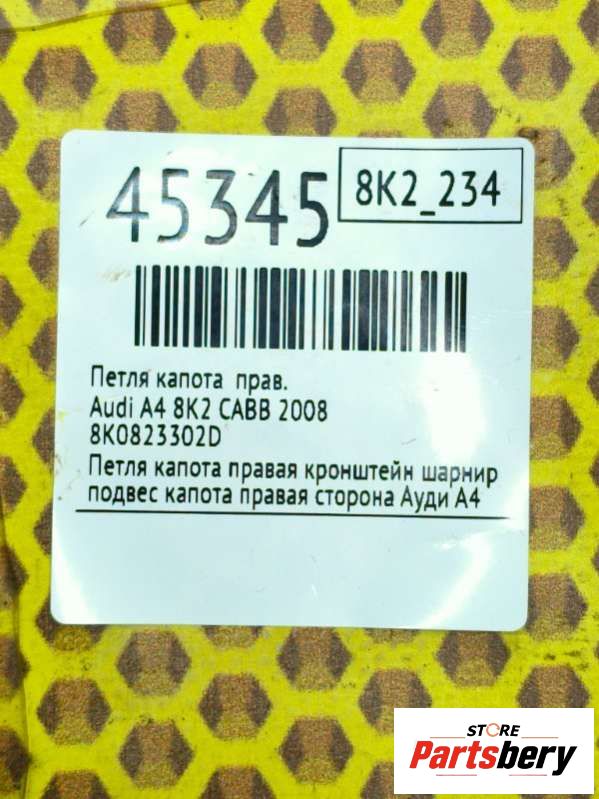 45345
8K2_234
Петля капота прав.
Audi A4 8K2 CABB 2008
8K0823302D
Петля капота правая кронштейн шарнир
подвес капота правая сторона Ауди А4
STORE
Partsbery